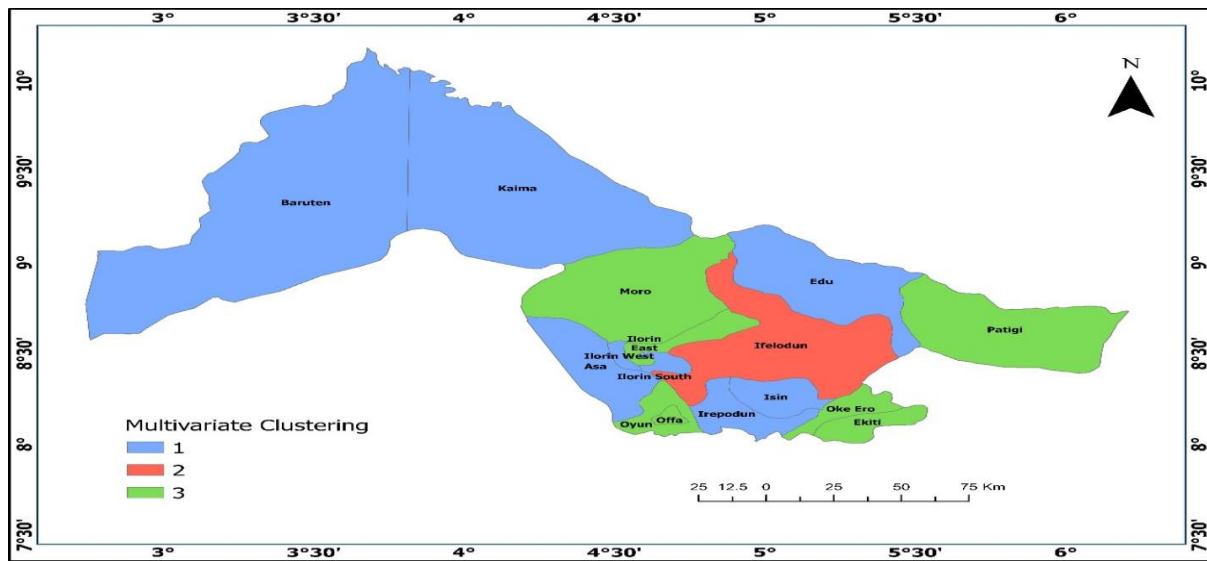 3° 3°30' 4° 4°30' 5° 5°30' 6°
N
10° 10°
9°30' 9°30'
Kaima
Baruten
9° 9°
Edu
Moro
Patigi
Ilorin
East
Ifelodun
8°30' 8°30'
Ilorin West
Asa
Ilorin South
Isin
Oke Ero
Irepodun
Offa
Oyun
Ekiti
Multivariate Clustering
8° 8°
1
2
3
25 12.5 0 25 50 75 Km
7°30' 7°30'
3° 3°30' 4° 4°30' 5° 5°30' 6°